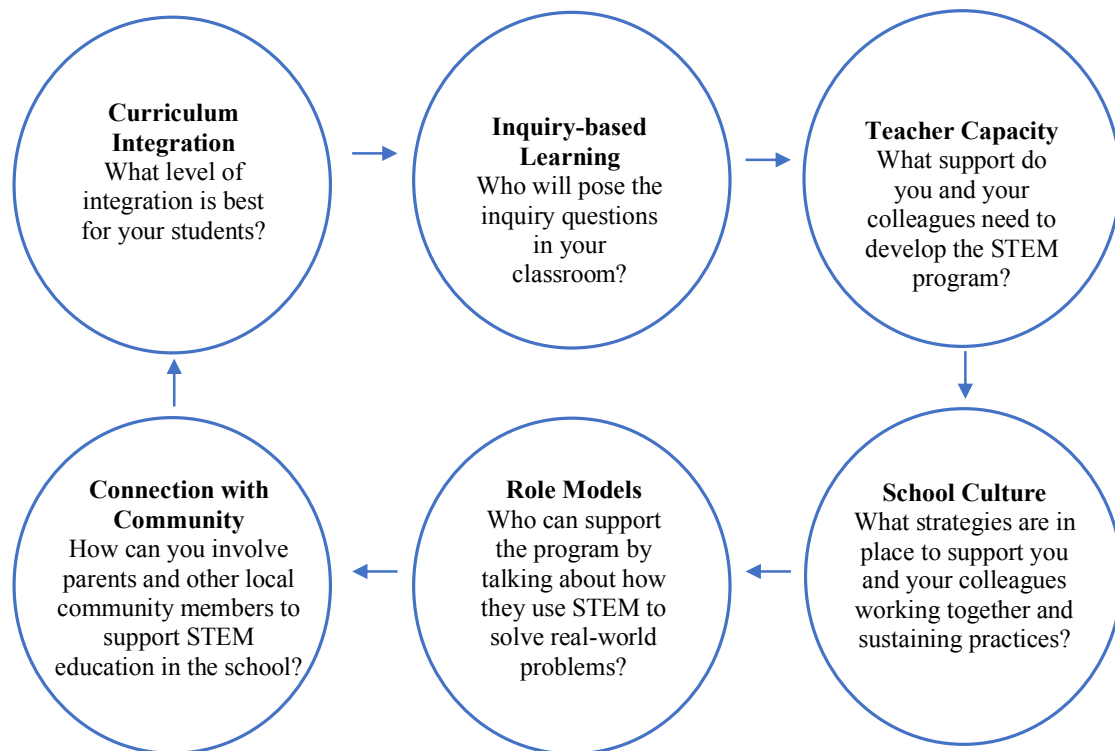 Curriculum
Integration
What level of
integration is best
for your students?
Inquiry-based
Learning
Who will pose the
inquiry questions
in your
classroom?
Teacher Capacity
What support do
you and your
colleagues need to
develop the STEM
program?
Connection with
Community
How can you involve
parents and other local
community members to
support STEM
education in the school?
Role Models
Who can support
the program by
talking about how
they use STEM to
solve real-world
problems?
School Culture
What strategies are in
place to support you
and your colleagues
working together and
sustaining practices?